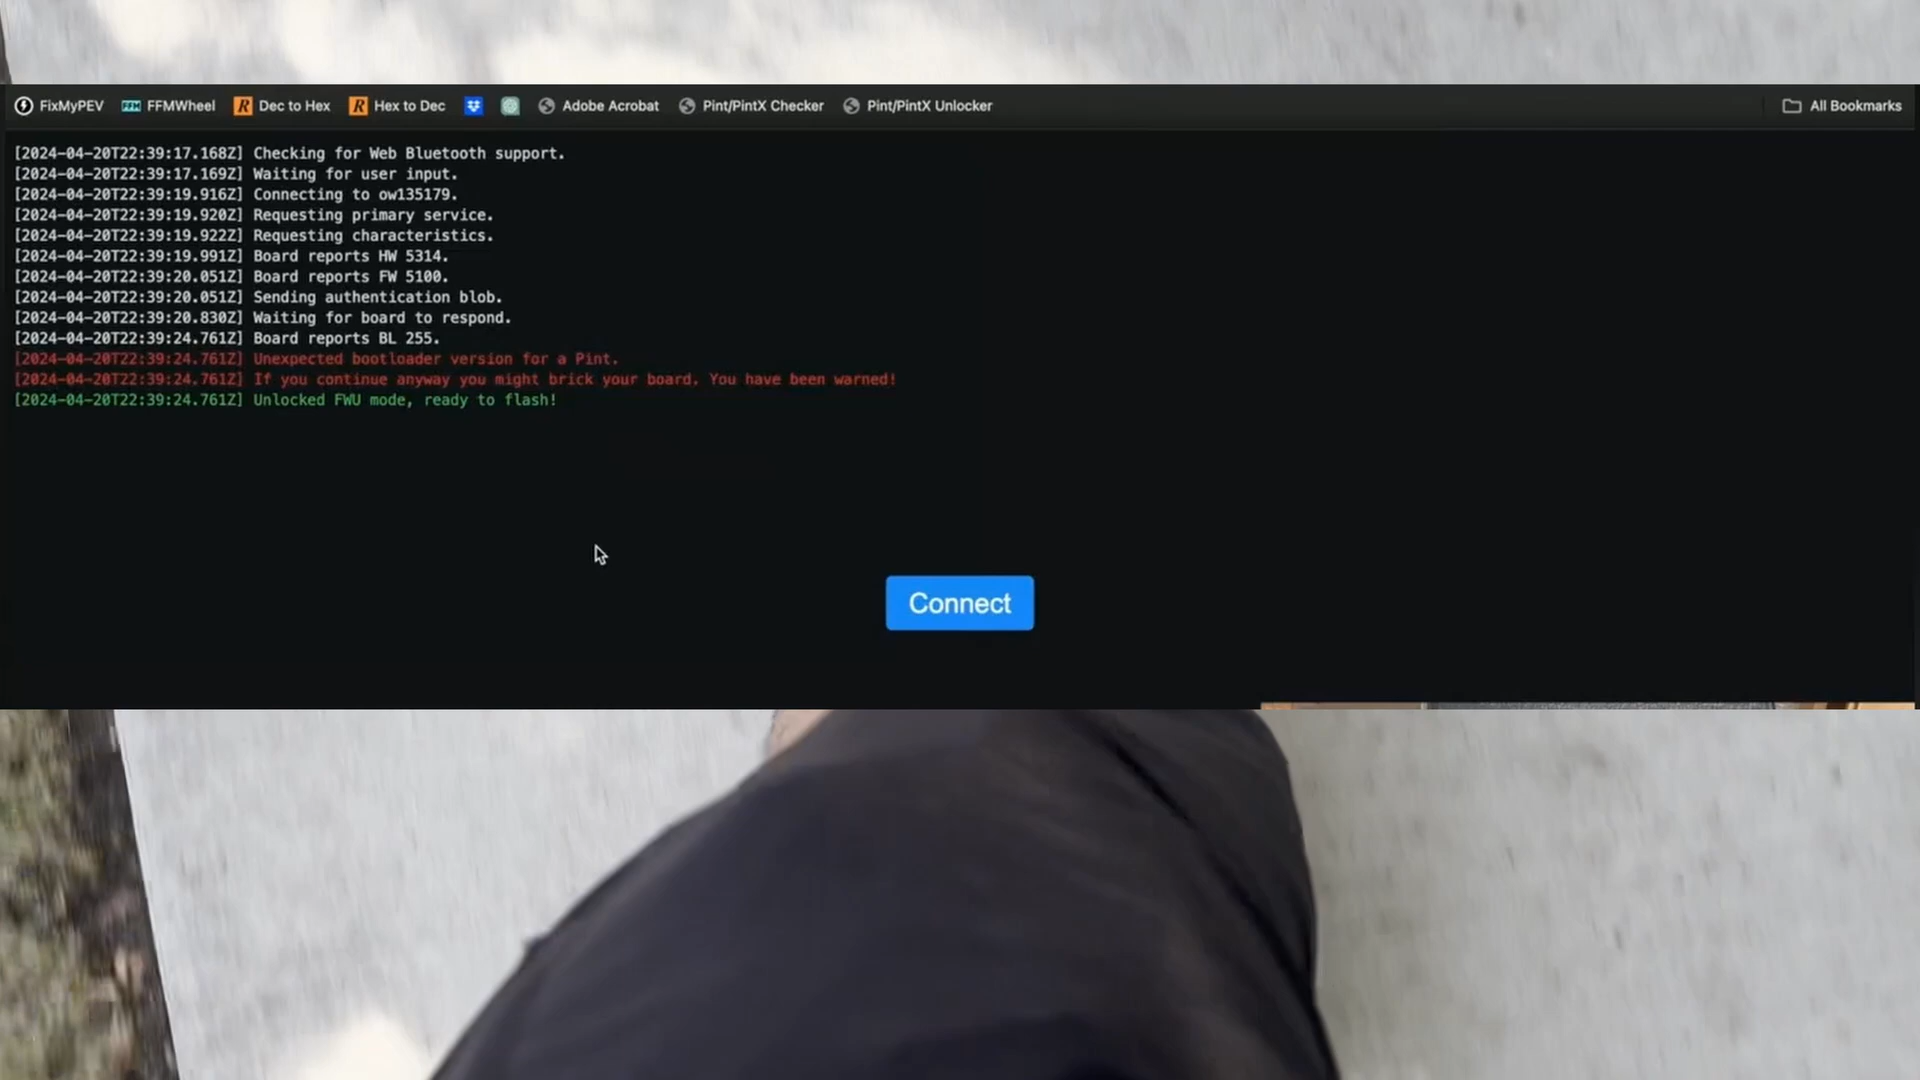 FixMyPEV FFMWheel Dec to Hex Hex to Dec Adobe Acrobat Pint/PintX Checker Pint/PintX Unlocker All Bookmarks
[2024-04-20T22:39:17.168Z] Checking for Web Bluetooth support.
[2024-04-20T22:39:17.169Z] Waiting for user input.
[2024-04-20T22:39:19.916Z] Connecting to ow135179.
[2024-04-20T22:39:19.920Z] Requesting primary service.
[2024-04-20T22:39:19.922Z] Requesting characteristics.
[2024-04-20T22:39:19.991Z] Board reports HW 5314.
[2024-04-20T22:39:20.051Z] Board reports FW 5100.
[2024-04-20T22:39:20.051Z] Sending authentication blob.
[2024-04-20T22:39:20.830Z] Waiting for board to respond.
[2024-04-20T22:39:24.761Z] Board reports BL 255.
[2024-04-20T22:39:24.761Z] Unexpected bootloader version for a Pint.
[2024-04-20T22:39:24.761Z] If you continue anyway you might brick your board. You have been warned!
[2024-04-20T22:39:24.761Z] Unlocked FWU mode, ready to flash!
Connect